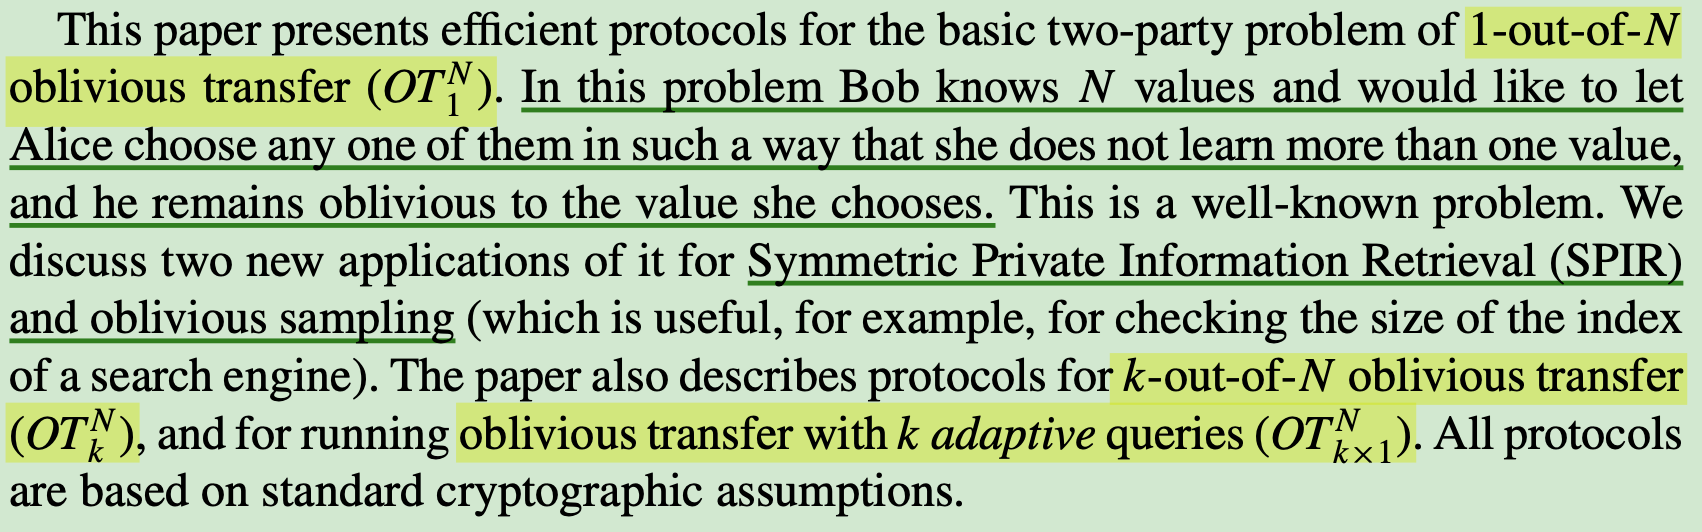 This paper presents efficient protocols for the basic two-party problem of 1-out-of-N
oblivious transfer (OT_1^N). In this problem Bob knows N values and would like to let
Alice choose any one of them in such a way that she does not learn more than one value,
and he remains oblivious to the value she chooses. This is a well-known problem. We
discuss two new applications of it for Symmetric Private Information Retrieval (SPIR)
and oblivious sampling (which is useful, for example, for checking the size of the index
of a search engine). The paper also describes protocols for k-out-of-N oblivious transfer
(OT_k^N), and for running oblivious transfer with k adaptive queries (OT_{k×1}^N). All protocols
are based on standard cryptographic assumptions.